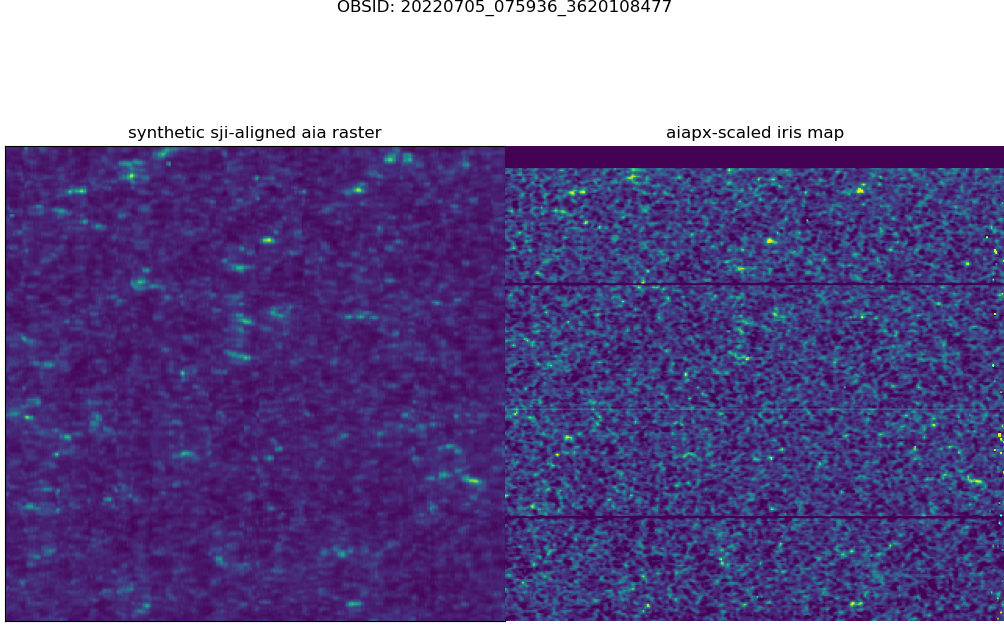 OBSID: 20220705_075936_3620108477
synthetic sji-aligned aia raster
aiapx-scaled iris map